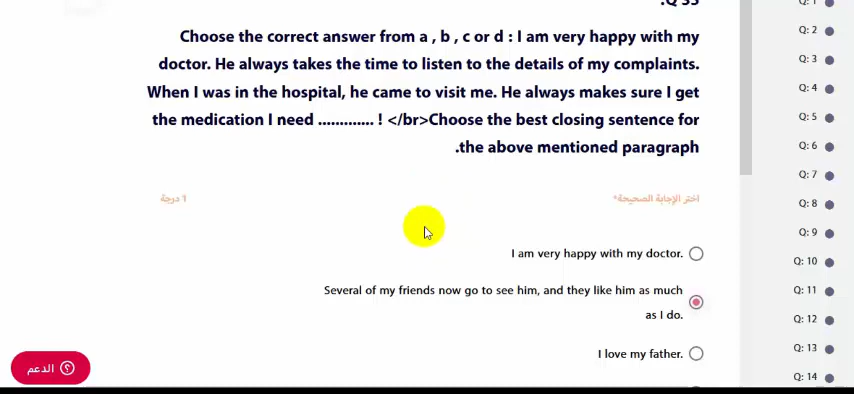 .Q 35
Choose the correct answer from a , b , c or d : I am very happy with my
doctor. He always takes the time to listen to the details of my complaints.
When I was in the hospital, he came to visit me. He always makes sure I get
the medication I need ............. ! </br>Choose the best closing sentence for
.the above mentioned paragraph
اختر الإجابة الصحيحة*
1 درجة
I am very happy with my doctor.
Several of my friends now go to see him, and they like him as much
as I do.
I love my father.
الدعم
Q: 1
Q: 2
Q: 3
Q: 4
Q: 5
Q: 6
Q: 7
Q: 8
Q: 9
Q: 10
Q: 11
Q: 12
Q: 13
Q: 14